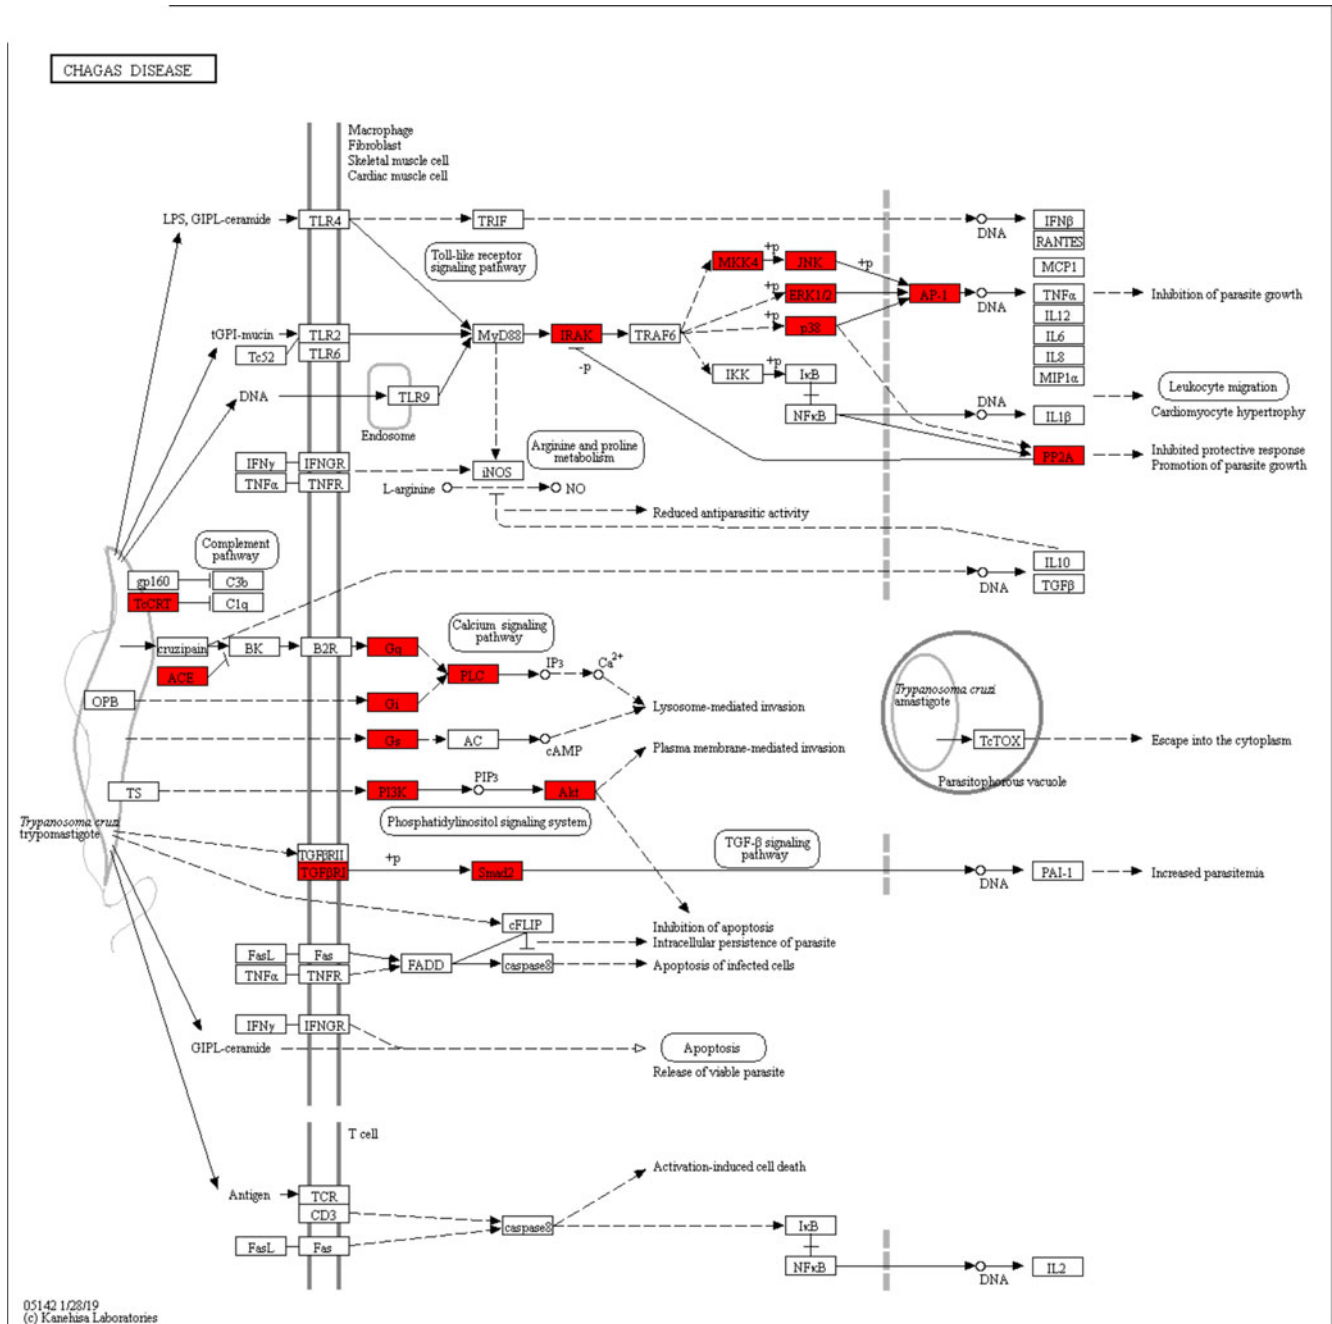 CHAGAS DISEASE
Macrophage
Fibroblast
Skeletal muscle cell
Cardiac muscle cell
LPS, GIPL-ceramide
TLR4
TRIF
DNA
IFNβ
RANTES
Toll-like receptor
signaling pathway
MKK4
+p
JNK
+p
MCP1
+p
ERK1/2
AP-1
DNA
TNFα
Inhibition of parasite growth
IL12
tGPI-mucin
TLR2
MyD88
IRAK
TRAF6
+p
p38
IL6
Tc52
TLR6
-p
IL8
IKK
+p
IκB
MIP1α
Leukocyte migration
DNA
TLR9
Endosome
NFκB
DNA
IL1β
Cardiomyocyte hypertrophy
Arginine and proline
metabolism
PP2A
Inhibited protective response
Promotion of parasite growth
IFNγ
IFNGR
iNOS
TNFα
TNFR
L-arginine
NO
Reduced antiparasitic activity
Complement
pathway
IL10
gp160
C3b
DNA
TGFβ
TcCRT
C1q
cruzipain
BK
B2R
Gq
Calcium signaling
pathway
ACE
PLC
IP3
Ca2+
OPB
Gi
Lysosome-mediated invasion
Gs
AC
cAMP
Plasma membrane-mediated invasion
Trypanosoma cruzi
amastigote
TcTOX
Escape into the cytoplasm
Parasitophorous vacuole
TS
PI3K
PIP3
Akt
Phosphatidylinositol signaling system
Trypanosoma cruzi
trypomastigote
TGFβRII
TGFβRI
+p
Smad2
TGF-β signaling
pathway
DNA
PAI-1
Increased parasitemia
cFLIP
Inhibition of apoptosis
Intracellular persistence of parasite
FasL
Fas
FADD
caspase8
Apoptosis of infected cells
TNFα
TNFR
IFNγ
IFNGR
GIPL-ceramide
Apoptosis
Release of viable parasite
T cell
Activation-induced cell death
Antigen
TCR
CD3
caspase8
IκB
FasL
Fas
NFκB
DNA
IL2
05142 1/28/19
(c) Kanehisa Laboratories